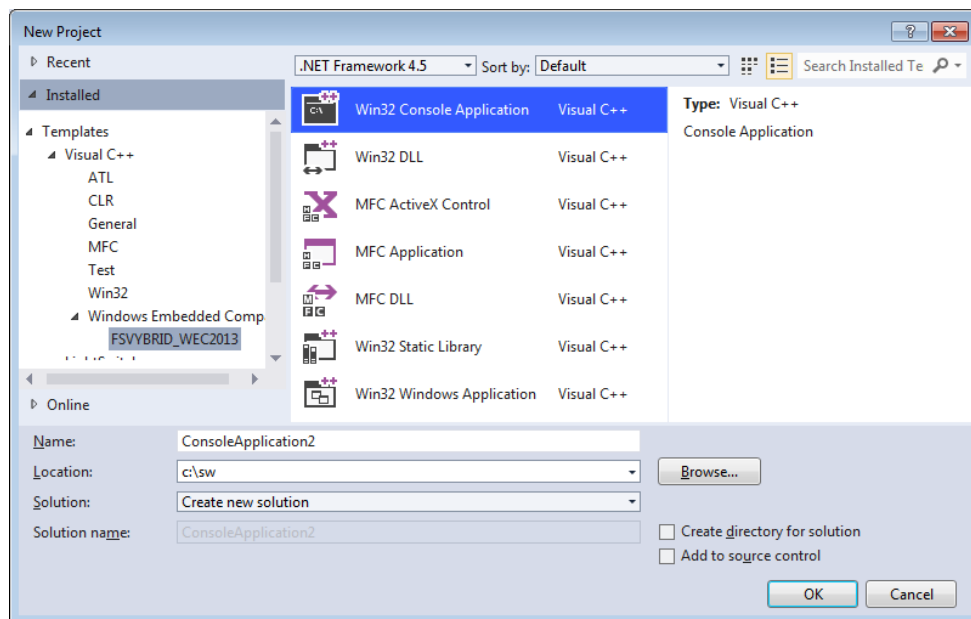 New Project
Recent
.NET Framework 4.5 Sort by: Default Search Installed Te
Installed
Templates
Visual C++
ATL
CLR
General
MFC
Test
Win32
Windows Embedded Comp
FSVYBRID_WEC2013
Online
Win32 Console Application Visual C++
Win32 DLL Visual C++
MFC ActiveX Control Visual C++
MFC Application Visual C++
MFC DLL Visual C++
Win32 Static Library Visual C++
Win32 Windows Application Visual C++
Type: Visual C++
Console Application
Name: ConsoleApplication2
Location: c:\sw
Browse...
Solution: Create new solution
Solution name: ConsoleApplication2
Create directory for solution
Add to source control
OK Cancel